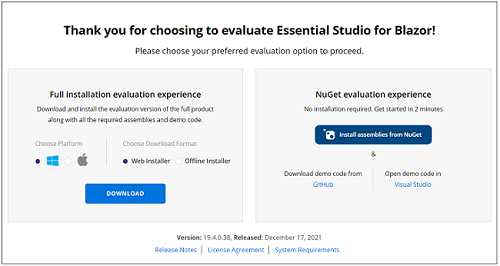 Thank you for choosing to evaluate Essential Studio for Blazor!
Please choose your preferred evaluation option to proceed.
Full installation evaluation experience
Download and install the evaluation version of the full product
along with all the required assemblies and demo code.
Choose Platform
Choose Download Format
Web Installer
Offline Installer
DOWNLOAD
NuGet evaluation experience
No installation required. Get started in 2 minutes
Install assemblies from NuGet
&
Download demo code from
GitHub
Open demo code in
Visual Studio
Version: 19.4.0.38, Released: December 17, 2021
Release Notes | License Agreement | System Requirements